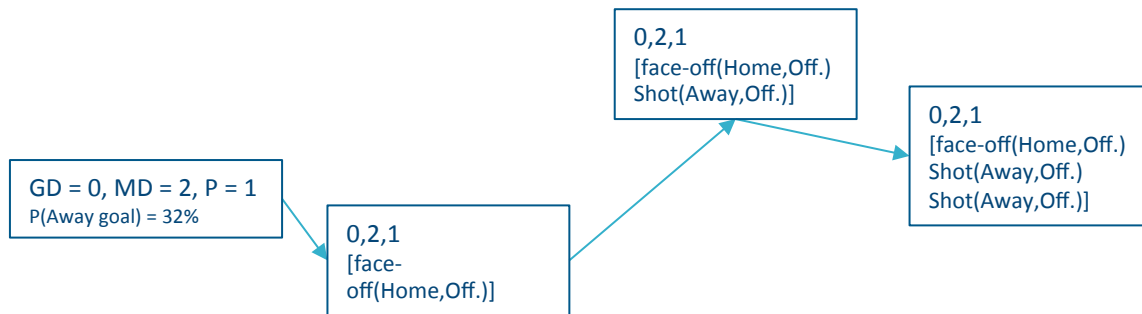 GD = 0, MD = 2, P = 1
P(Away goal) = 32%
0,2,1
[face-
off(Home,Off.)]
0,2,1
[face-off(Home,Off.)
Shot(Away,Off.)]
0,2,1
[face-off(Home,Off.)
Shot(Away,Off.)
Shot(Away,Off.)]